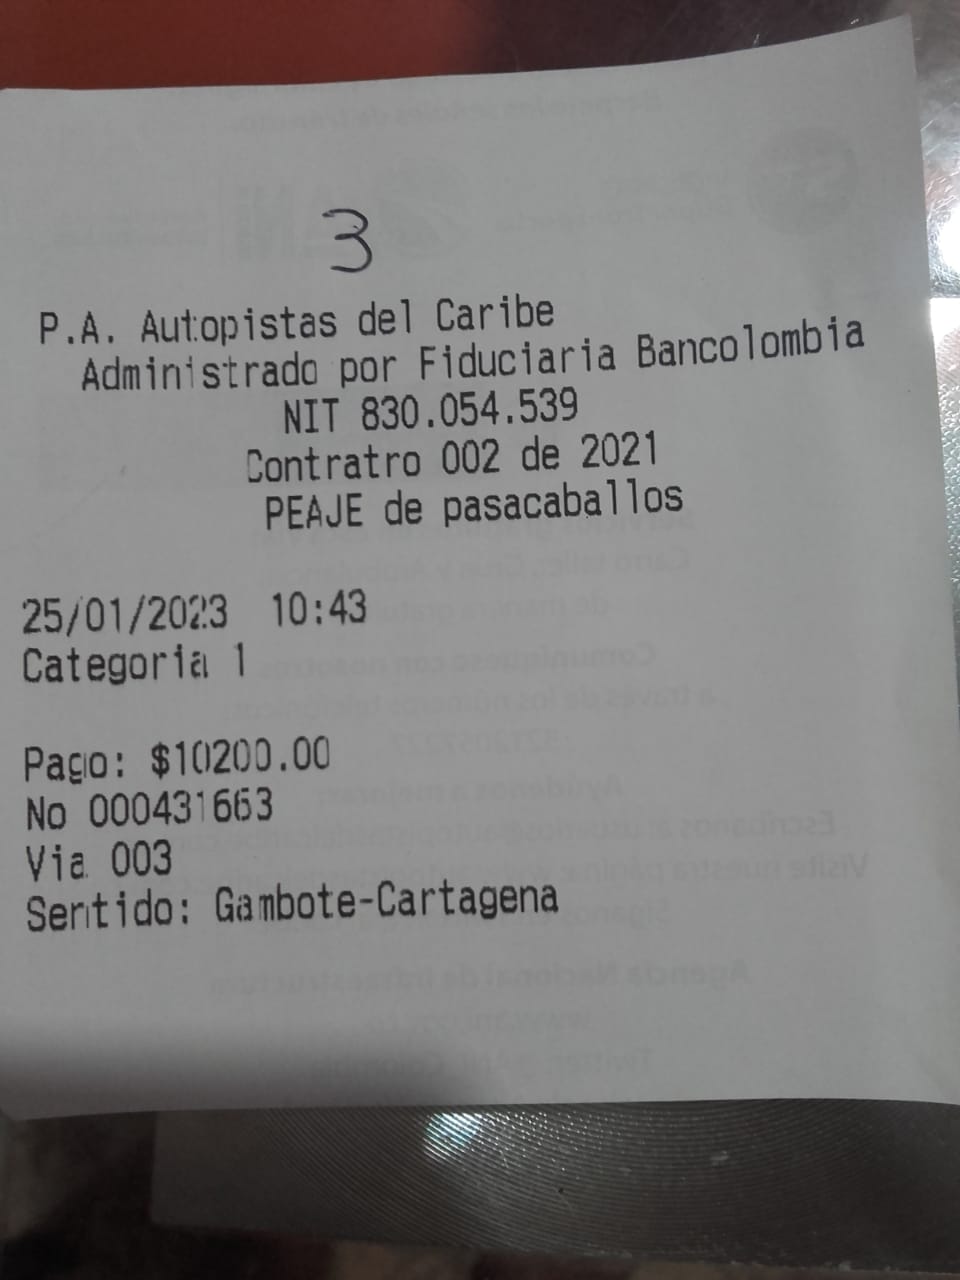 3
P.A. Autopistas del Caribe
Administrado por Fiduciaria Bancolombia
NIT 830.054.539
Contratro 002 de 2021
PEAJE de pasacaballos
25/01/2023 10:43
Categoria 1
Pago: $10200.00
No 000431663
Via 003
Sentido: Gambote-Cartagena